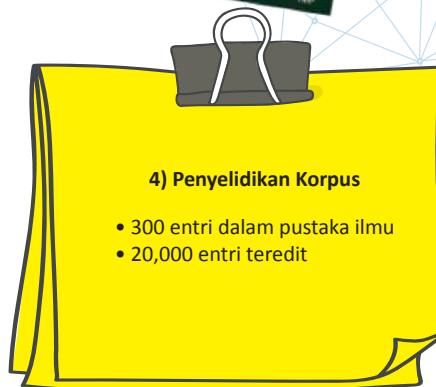 4) Penyelidikan Korpus
• 300 entri dalam pustaka ilmu
• 20,000 entri teredit